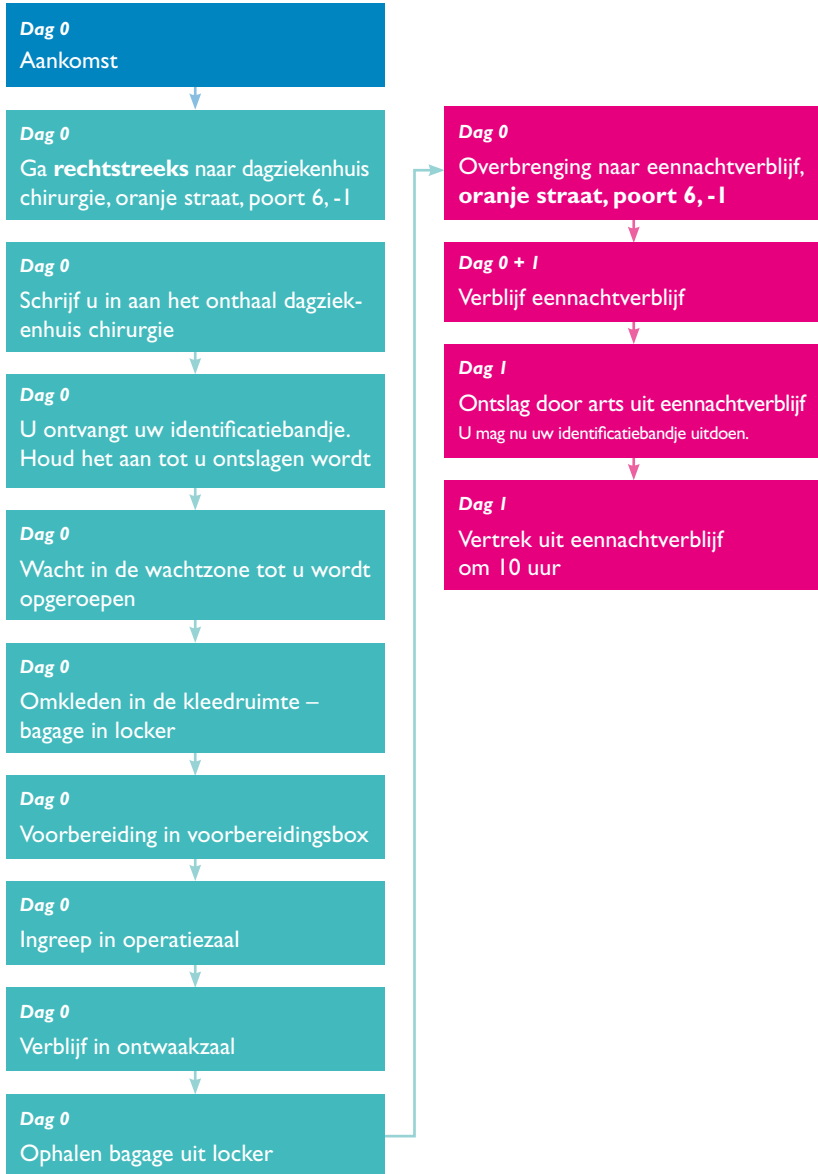 Dag 0
Aankomst
Dag 0
Ga rechtstreeks naar dagziekenhuis
chirurgie, oranje straat, poort 6, -1
Dag 0
Schrijf u in aan het onthaal dagziek-
enhuis chirurgie
Dag 0
U ontvangt uw identificatiebandje.
Houd het aan tot u ontslagen wordt
Dag 0
Wacht in de wachtzone tot u wordt
opgeroepen
Dag 0
Omkleden in de kleedruimte –
bagage in locker
Dag 0
Voorbereiding in voorbereidingsbox
Dag 0
Ingreep in operatiezaal
Dag 0
Verblijf in ontwaakzaal
Dag 0
Ophalen bagage uit locker
Dag 0
Overbrenging naar eennachtverblijf,
oranje straat, poort 6, -1
Dag 0 + 1
Verblijf eennachtverblijf
Dag 1
Ontslag door arts uit eennachtverblijf
U mag nu uw identificatiebandje uitdoen.
Dag 1
Vertrek uit eennachtverblijf
om 10 uur